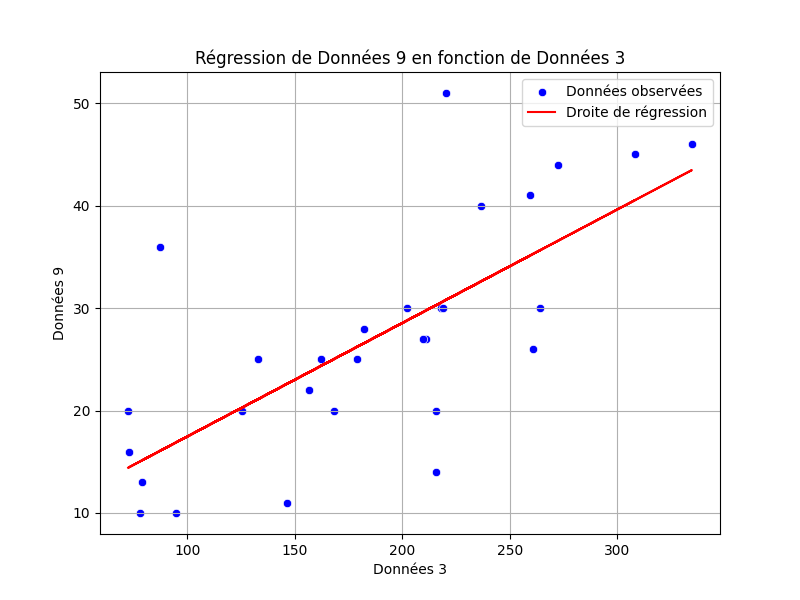 Régression de Données 9 en fonction de Données 3
Données observées
Droite de régression
50
40
30
20
10
Données 9
100
150
200
250
300
Données 3